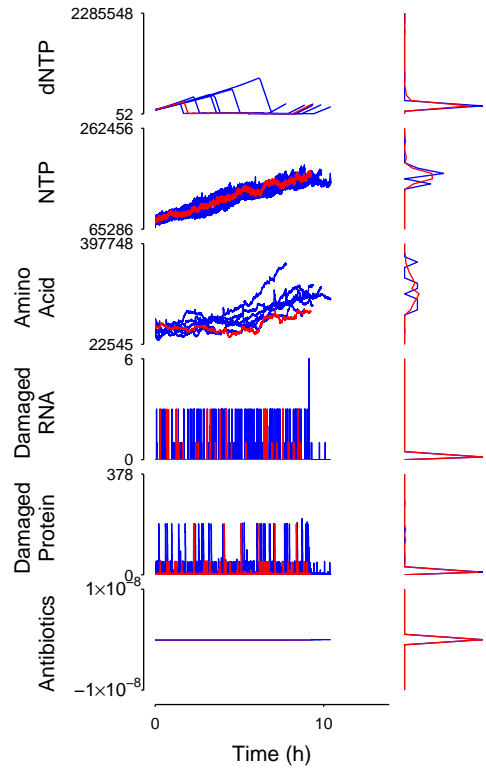 2285548
dNTP
52
262456
NTP
65286
397748
Amino
Acid
22545
6
Damaged
RNA
0
378
Damaged
Protein
0
1×10⁻⁸
Antibiotics
−1×10⁻⁸
0 10
Time (h)